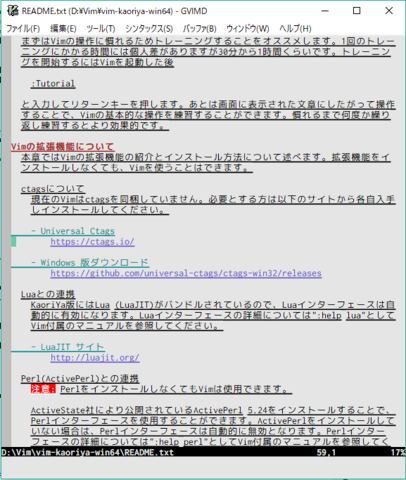 README.txt (D:¥Vim¥vim-kaoriya-win64) - GVIMD
ファイル(F) 編集(E) ツール(T) シンタックス(S) バッファ(B) ウィンドウ(W) ヘルプ(H)
まずはVimの操作に慣れるためトレーニングすることをオススメします。1回のトレー
ニングにかかる時間には個人差がありますが30分から1時間くらいです。トレーニン
グを開始するにはVimを起動した後
:Tutorial
と入力してリターンキーを押します。あとは画面に表示された文章にしたがって操作
することで、Vimの基本的な操作を練習することができます。慣れるまで何度か繰り
返し練習するとより効果的です。
Vimの拡張機能について
本章ではVimの拡張機能の紹介とインストール方法について述べます。拡張機能をイ
ンストールしなくても、Vimを使うことはできます。
ctagsについて
現在のVimはctagsを同梱していません。必要とする方は以下のサイトから各自入手
しインストールしてください。
- Universal Ctags
https://ctags.io/
- Windows 版ダウンロード
https://github.com/universal-ctags/ctags-win32/releases
Luaとの連携
KaoriYa版にはLua (LuaJIT)がバンドルされているので、Luaインターフェースは自
動的に有効になります。Luaインターフェースの詳細については":help lua"として
Vim付属のマニュアルを参照してください。
- LuaJIT サイト
http://luajit.org/
Perl(ActivePerl)との連携
注意: PerlをインストールしなくてもVimは使用できます。
ActiveState社により公開されているActivePerl 5.24をインストールすることで、
Perlインターフェースを使用することができます。ActivePerlをインストールして
いない場合は、Perlインターフェースは自動的に無効となります。Perlインター
フェースの詳細については":help perl"としてVim付属のマニュアルを参照してく
D:¥Vim¥vim-kaoriya-win64¥README.txt 59,1 17%